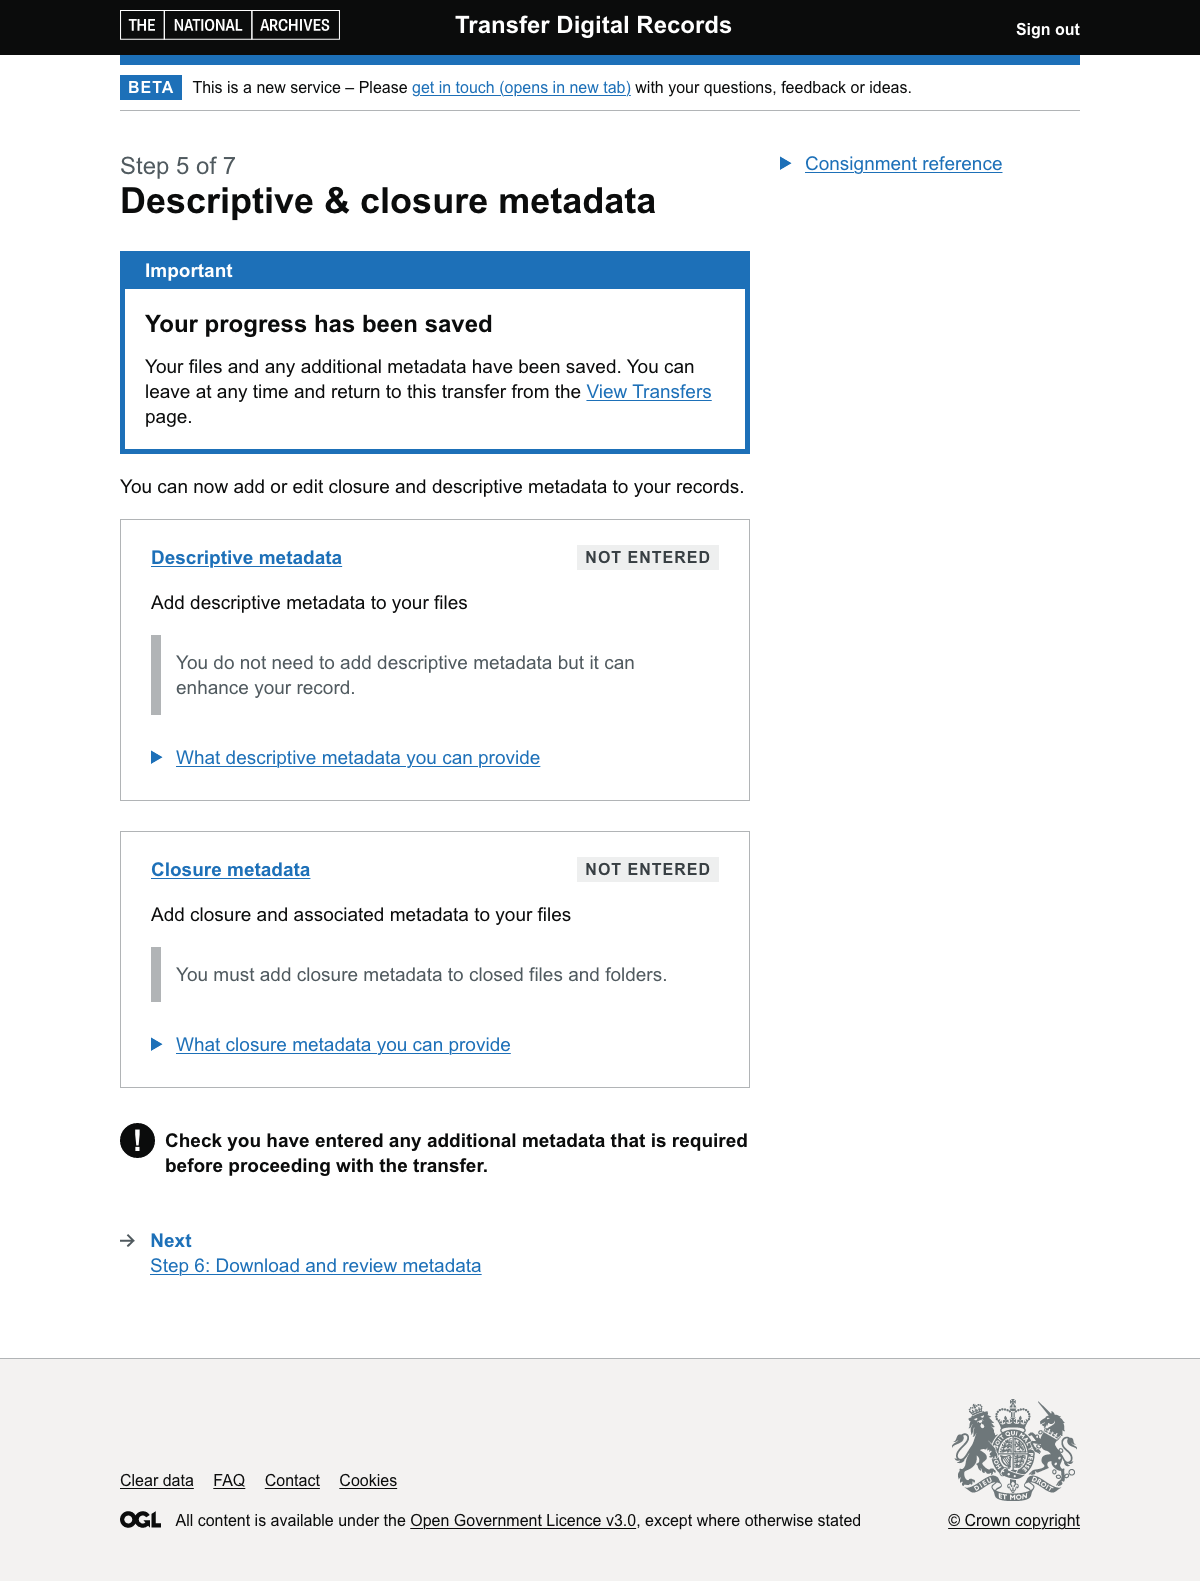 THE NATIONAL ARCHIVES
Transfer Digital Records
Sign out
BETA This is a new service – Please get in touch (opens in new tab) with your questions, feedback or ideas.
Step 5 of 7
Descriptive & closure metadata
Consignment reference
Important
Your progress has been saved
Your files and any additional metadata have been saved. You can
leave at any time and return to this transfer from the View Transfers
page.
You can now add or edit closure and descriptive metadata to your records.
Descriptive metadata
NOT ENTERED
Add descriptive metadata to your files
You do not need to add descriptive metadata but it can
enhance your record.
What descriptive metadata you can provide
Closure metadata
NOT ENTERED
Add closure and associated metadata to your files
You must add closure metadata to closed files and folders.
What closure metadata you can provide
! Check you have entered any additional metadata that is required
before proceeding with the transfer.
Next
Step 6: Download and review metadata
Clear data FAQ Contact Cookies
DIEU ET MON DROIT
OGL All content is available under the Open Government Licence v3.0, except where otherwise stated
© Crown copyright